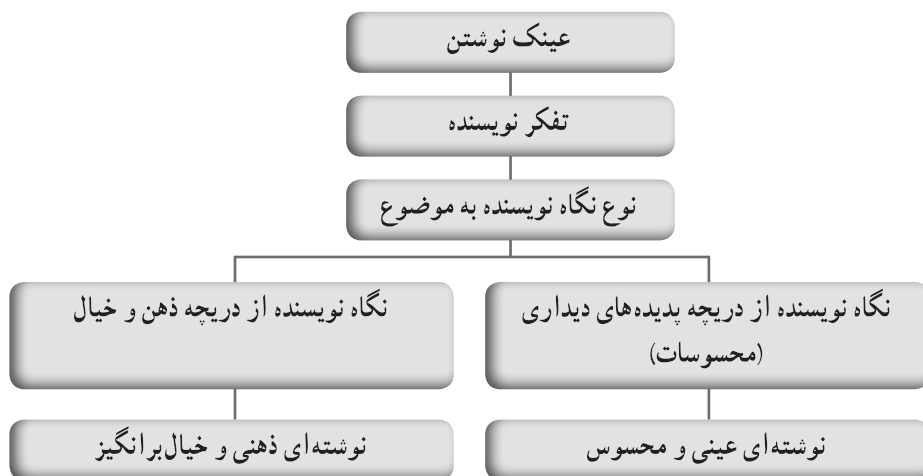 عینک نوشتن
تفکر نویسنده
نوع نگاه نویسنده به موضوع
نگاه نویسنده از دریچه پدیده‌های دیداری
(محسوسات)
نگاه نویسنده از دریچه ذهن و خیال
نوشته‌ای عینی و محسوس
نوشته‌ای ذهنی و خیال‌برانگیز